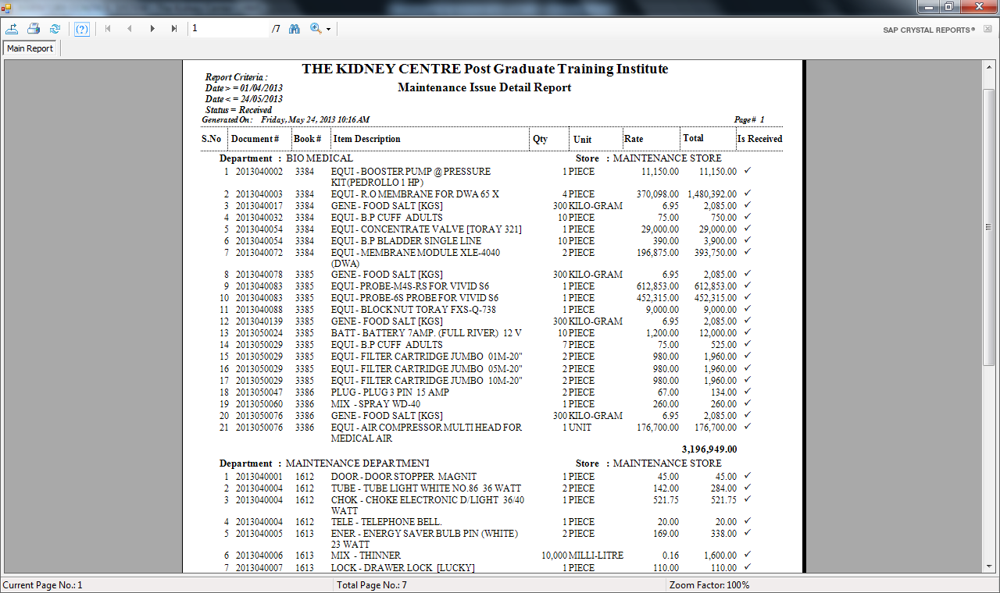 1 /7
SAP CRYSTAL REPORTS®
Main Report
THE KIDNEY CENTRE Post Graduate Training Institute
Report Criteria :
Date > = 01/04/2013
Maintenance Issue Detail Report
Date < = 24/05/2013
Status = Received
Generated On : Friday, May 24, 2013 10:16 AM Page # 1
S.No Document # Book # Item Description Qty Unit Rate Total Is Received
Department : BIO MEDICAL Store : MAINTENANCE STORE
1 2013040002 3384 EQUI - BOOSTER PUMP @ PRESSURE 1 PIECE 11,150.00 11,150.00 ✓
KIT(PEDROLLO 1 HP)
2 2013040003 3384 EQUI - R.O MEMBRANE FOR DWA 65 X 4 PIECE 370,098.00 1,480,392.00 ✓
3 2013040017 3384 GENE - FOOD SALT [KGS] 300 KILO-GRAM 6.95 2,085.00 ✓
4 2013040032 3384 EQUI - B.P CUFF ADULTS 10 PIECE 75.00 750.00 ✓
5 2013040054 3384 EQUI - CONCENTRATE VALVE [TORAY 321] 1 PIECE 29,000.00 29,000.00 ✓
6 2013040054 3384 EQUI - B.P BLADDER SINGLE LINE 10 PIECE 390.00 3,900.00 ✓
7 2013040072 3384 EQUI - MEMBRANE MODULE XLE-4040 2 PIECE 196,875.00 393,750.00 ✓
(DWA)
8 2013040078 3385 GENE - FOOD SALT [KGS] 300 KILO-GRAM 6.95 2,085.00 ✓
9 2013040083 3385 EQUI - PROBE-M4S-RS FOR VIVID S6 1 PIECE 612,853.00 612,853.00 ✓
10 2013040083 3385 EQUI - PROBE-6S PROBE FOR VIVID S6 1 PIECE 452,315.00 452,315.00 ✓
11 2013040088 3385 EQUI - BLOCK NUT TORAY FXS-Q-738 1 PIECE 9,000.00 9,000.00 ✓
12 2013040139 3385 GENE - FOOD SALT [KGS] 300 KILO-GRAM 6.95 2,085.00 ✓
13 2013050024 3385 BATT - BATTERY 7AMP. (FULL RIVER) 12 V 10 PIECE 1,200.00 12,000.00 ✓
14 2013050029 3385 EQUI - B.P CUFF ADULTS 7 PIECE 75.00 525.00 ✓
15 2013050029 3385 EQUI - FILTER CARTRIDGE JUMBO 01M-20" 2 PIECE 980.00 1,960.00 ✓
16 2013050029 3385 EQUI - FILTER CARTRIDGE JUMBO 05M-20" 2 PIECE 980.00 1,960.00 ✓
17 2013050029 3385 EQUI - FILTER CARTRIDGE JUMBO 10M-20" 2 PIECE 980.00 1,960.00 ✓
18 2013050047 3386 PLUG - PLUG 3 PIN 15 AMP 2 PIECE 67.00 134.00 ✓
19 2013050060 3386 MIX - SPRAY WD-40 1 PIECE 260.00 260.00 ✓
20 2013050076 3386 GENE - FOOD SALT [KGS] 300 KILO-GRAM 6.95 2,085.00 ✓
21 2013050076 3386 EQUI - AIR COMPRESSOR MULTI HEAD FOR 1 UNIT 176,700.00 176,700.00 ✓
MEDICAL AIR
3,196,949.00
Department : MAINTENANCE DEPARTMENT Store : MAINTENANCE STORE
1 2013040001 1612 DOOR - DOOR STOPPER MAGNIT 1 PIECE 45.00 45.00 ✓
2 2013040004 1612 TUBE - TUBE LIGHT WHITE NO.86 36 WATT 2 PIECE 142.00 284.00 ✓
3 2013040004 1612 CHOK - CHOKE ELECTRONIC D/LIGHT 36/40 1 PIECE 521.75 521.75 ✓
WATT
4 2013040004 1612 TELE - TELEPHONE BELL. 1 PIECE 20.00 20.00 ✓
5 2013040005 1613 ENER - ENERGY SAVER BULB PIN (WHITE) 2 PIECE 169.00 338.00 ✓
23 WATT
6 2013040006 1613 MIX - THINNER 10,000 MILLI-LITRE 0.16 1,600.00 ✓
7 2013040007 1613 LOCK - DRAWER LOCK [LUCKY] 1 PIECE 110.00 110.00 ✓
Current Page No.: 1 Total Page No.: 7 Zoom Factor: 100%